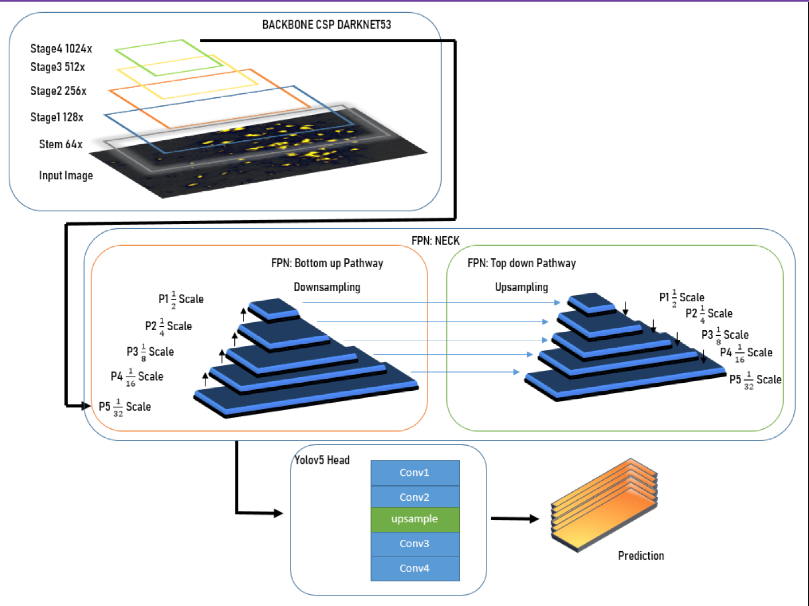 BACKBONE CSP DARKNET53
Stage4 1024x
Stage3 512x
Stage2 256x
Stage1 128x
Stem 64x
Input Image
FPN: NECK
FPN: Bottom up Pathway
Downsampling
P1 1/2 Scale
P2 1/4 Scale
P3 1/8 Scale
P4 1/16 Scale
P5 1/32 Scale
FPN: Top down Pathway
Upsampling
P1 1/2 Scale
P2 1/4 Scale
P3 1/8 Scale
P4 1/16 Scale
P5 1/32 Scale
Yolov5 Head
Conv1
Conv2
upsample
Conv3
Conv4
Prediction